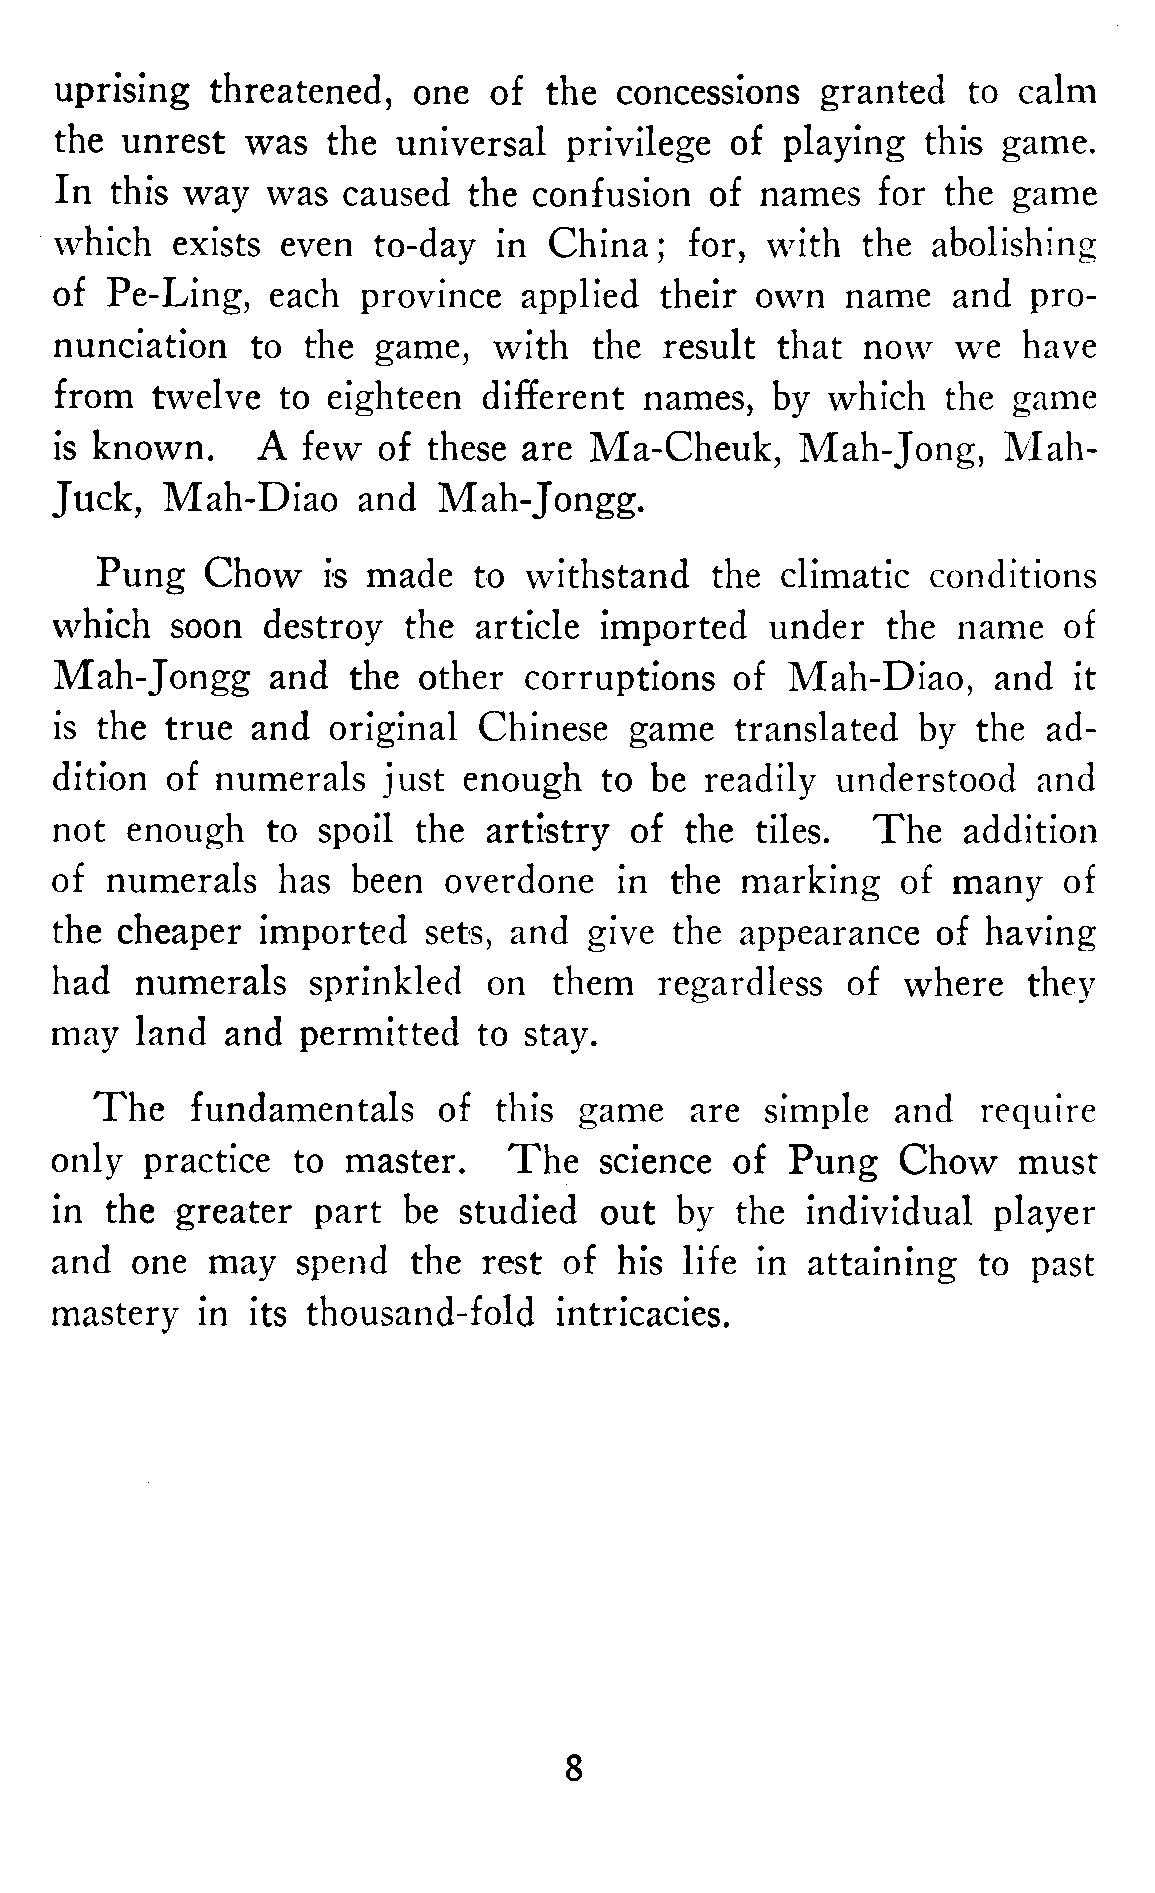 uprising threatened, one of the concessions granted to calm
the unrest was the universal privilege of playing this game.
In this way was caused the confusion of names for the game
which exists even to-day in China; for, with the abolishing
of Pe-Ling, each province applied their own name and pro-
nunciation to the game, with the result that now we have
from twelve to eighteen different names, by which the game
is known. A few of these are Ma-Cheuk, Mah-Jong, Mah-
Juck, Mah-Diao and Mah-Jongg.
Pung Chow is made to withstand the climatic conditions
which soon destroy the article imported under the name of
Mah-Jongg and the other corruptions of Mah-Diao, and it
is the true and original Chinese game translated by the ad-
dition of numerals just enough to be readily understood and
not enough to spoil the artistry of the tiles. The addition
of numerals has been overdone in the marking of many of
the cheaper imported sets, and give the appearance of having
had numerals sprinkled on them regardless of where they
may land and permitted to stay.
The fundamentals of this game are simple and require
only practice to master. The science of Pung Chow must
in the greater part be studied out by the individual player
and one may spend the rest of his life in attaining to past
mastery in its thousand-fold intricacies.
8